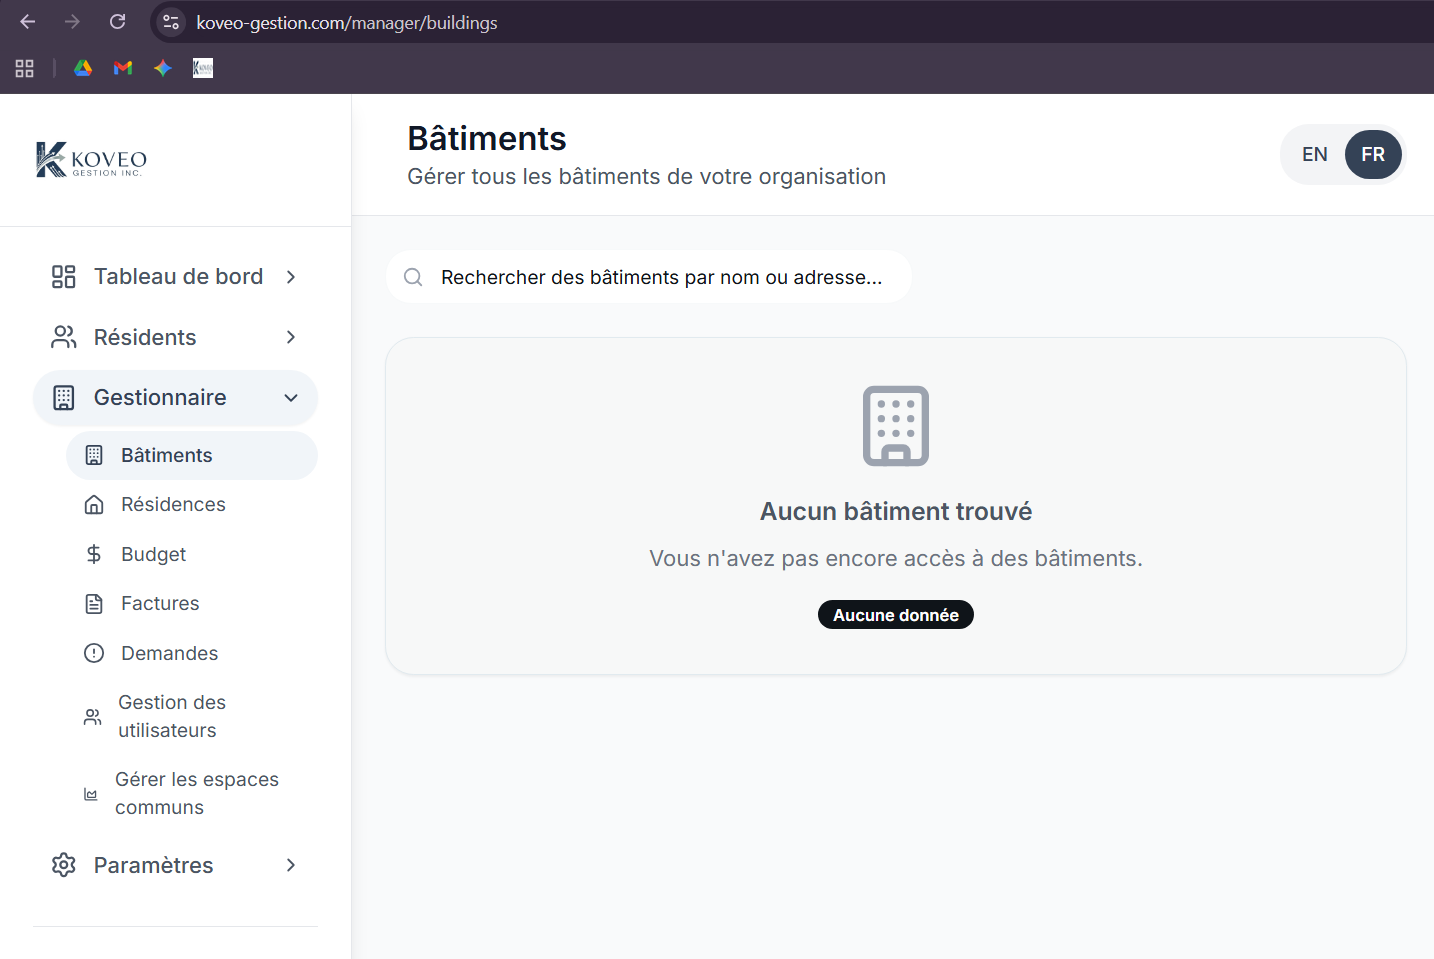 koveo-gestion.com/manager/buildings
KOVEO
GESTION INC.
Bâtiments
Gérer tous les bâtiments de votre organisation
EN
FR
Tableau de bord
Résidents
Gestionnaire
Bâtiments
Résidences
Budget
Factures
Demandes
Gestion des
utilisateurs
Gérer les espaces
communs
Paramètres
Rechercher des bâtiments par nom ou adresse...
Aucun bâtiment trouvé
Vous n'avez pas encore accès à des bâtiments.
Aucune donnée